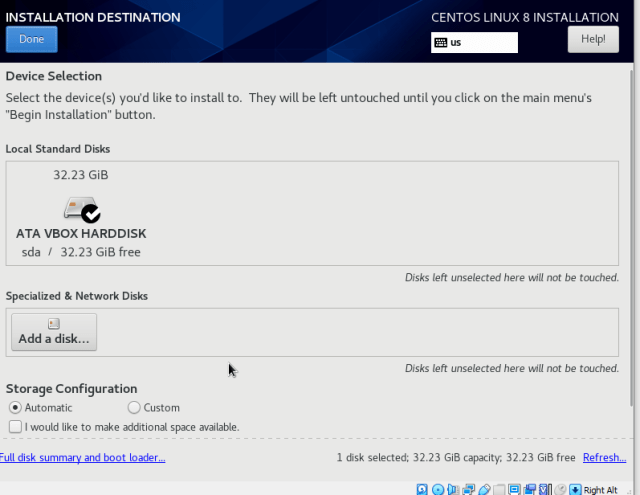 INSTALLATION DESTINATION
CENTOS LINUX 8 INSTALLATION
Done
us
Help!
Device Selection
Select the device(s) you'd like to install to.  They will be left untouched until you click on the main menu's
"Begin Installation" button.
Local Standard Disks
32.23 GiB
ATA VBOX HARDDISK
sda / 32.23 GiB free
Disks left unselected here will not be touched.
Specialized & Network Disks
Add a disk...
Disks left unselected here will not be touched.
Storage Configuration
Automatic
Custom
I would like to make additional space available.
Full disk summary and boot loader...
1 disk selected; 32.23 GiB capacity; 32.23 GiB free
Refresh...
Right Alt